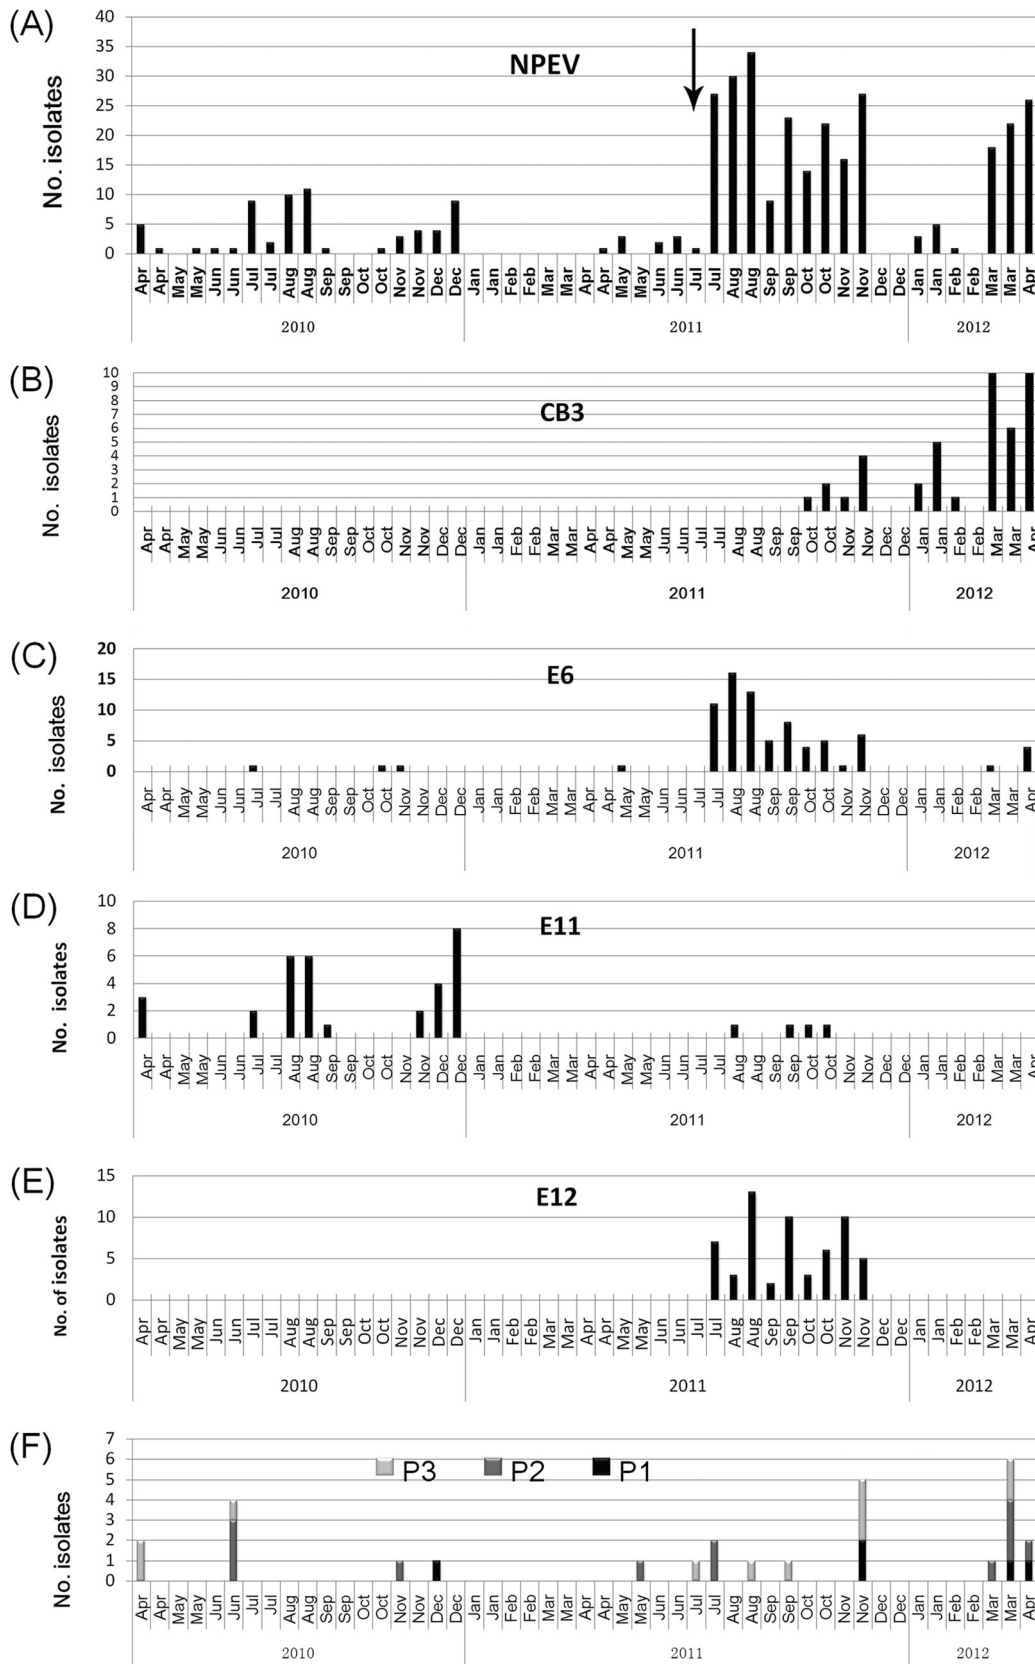 (A)
No. isolates
40
35
30
25
20
15
10
5
0
NPEV
Apr Apr May May Jun Jun Jul Jul Aug Aug Sep Sep Oct Oct Nov Nov Dec Dec Jan Jan Feb Feb Mar Mar Apr Apr May May Jun Jun Jul Jul Aug Aug Sep Sep Oct Oct Nov Nov Dec Dec Jan Jan Feb Feb Mar Mar Apr
2010 2011 2012
(B)
No. isolates
10
9
8
7
6
5
4
3
2
1
0
CB3
Apr Apr May May Jun Jun Jul Jul Aug Aug Sep Sep Oct Oct Nov Nov Dec Dec Jan Jan Feb Feb Mar Mar Apr Apr May May Jun Jun Jul Jul Aug Aug Sep Sep Oct Oct Nov Nov Dec Dec Jan Jan Feb Feb Mar Mar Apr
2010 2011 2012
(C)
No. isolates
20
15
10
5
0
E6
Apr Apr May May Jun Jun Jul Jul Aug Aug Sep Sep Oct Oct Nov Nov Dec Dec Jan Jan Feb Feb Mar Mar Apr Apr May May Jun Jun Jul Jul Aug Aug Sep Sep Oct Oct Nov Nov Dec Dec Jan Jan Feb Feb Mar Mar Apr
2010 2011 2012
(D)
No. isolates
10
8
6
4
2
0
E11
Apr Apr May May Jun Jun Jul Jul Aug Aug Sep Sep Oct Oct Nov Nov Dec Dec Jan Jan Feb Feb Mar Mar Apr Apr May May Jun Jun Jul Jul Aug Aug Sep Sep Oct Oct Nov Nov Dec Dec Jan Jan Feb Feb Mar Mar Apr
2010 2011 2012
(E)
No. of isolates
15
10
5
0
E12
Apr Apr May May Jun Jun Jul Jul Aug Aug Sep Sep Oct Oct Nov Nov Dec Dec Jan Jan Feb Feb Mar Mar Apr Apr May May Jun Jun Jul Jul Aug Aug Sep Sep Oct Oct Nov Nov Dec Dec Jan Jan Feb Feb Mar Mar Apr
2010 2011 2012
(F)
No. isolates
7
6
5
4
3
2
1
0
P3 P2 P1
Apr Apr May May Jun Jun Jul Jul Aug Aug Sep Sep Oct Oct Nov Nov Dec Dec Jan Jan Feb Feb Mar Mar Apr Apr May May Jun Jun Jul Jul Aug Aug Sep Sep Oct Oct Nov Nov Dec Dec Jan Jan Feb Feb Mar Mar Apr
2010 2011 2012